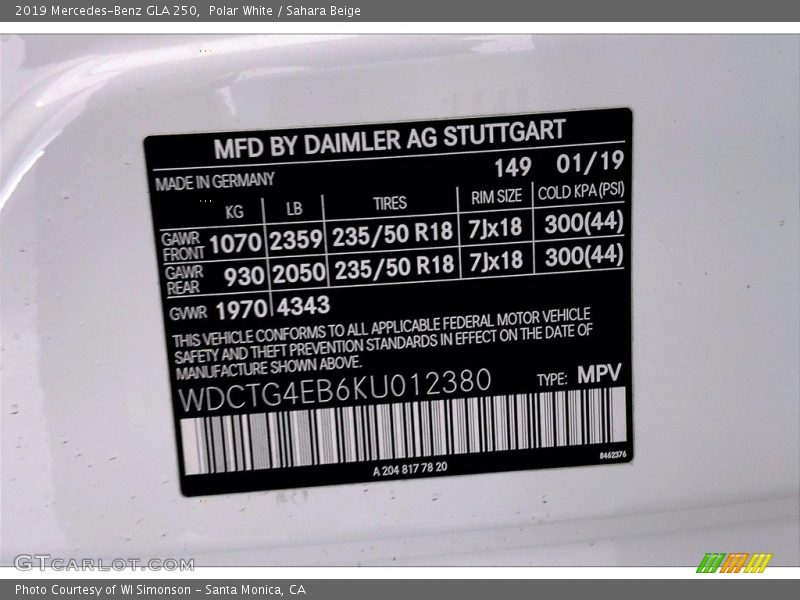 2019 Mercedes-Benz GLA 250,  Polar White / Sahara Beige
MFD BY DAIMLER AG STUTTGART
MADE IN GERMANY 149 01/19
KG LB TIRES RIM SIZE COLD KPA (PSI)
GAWR FRONT 1070 2359 235/50 R18 7Jx18 300(44)
GAWR REAR 930 2050 235/50 R18 7Jx18 300(44)
GVWR 1970 4343
THIS VEHICLE CONFORMS TO ALL APPLICABLE FEDERAL MOTOR VEHICLE
SAFETY AND THEFT PREVENTION STANDARDS IN EFFECT ON THE DATE OF
MANUFACTURE SHOWN ABOVE.
WDCTG4EB6KU012380 TYPE: MPV
A 204 817 78 20 8462376
GTCARLOT.COM
Photo Courtesy of WI Simonson - Santa Monica, CA